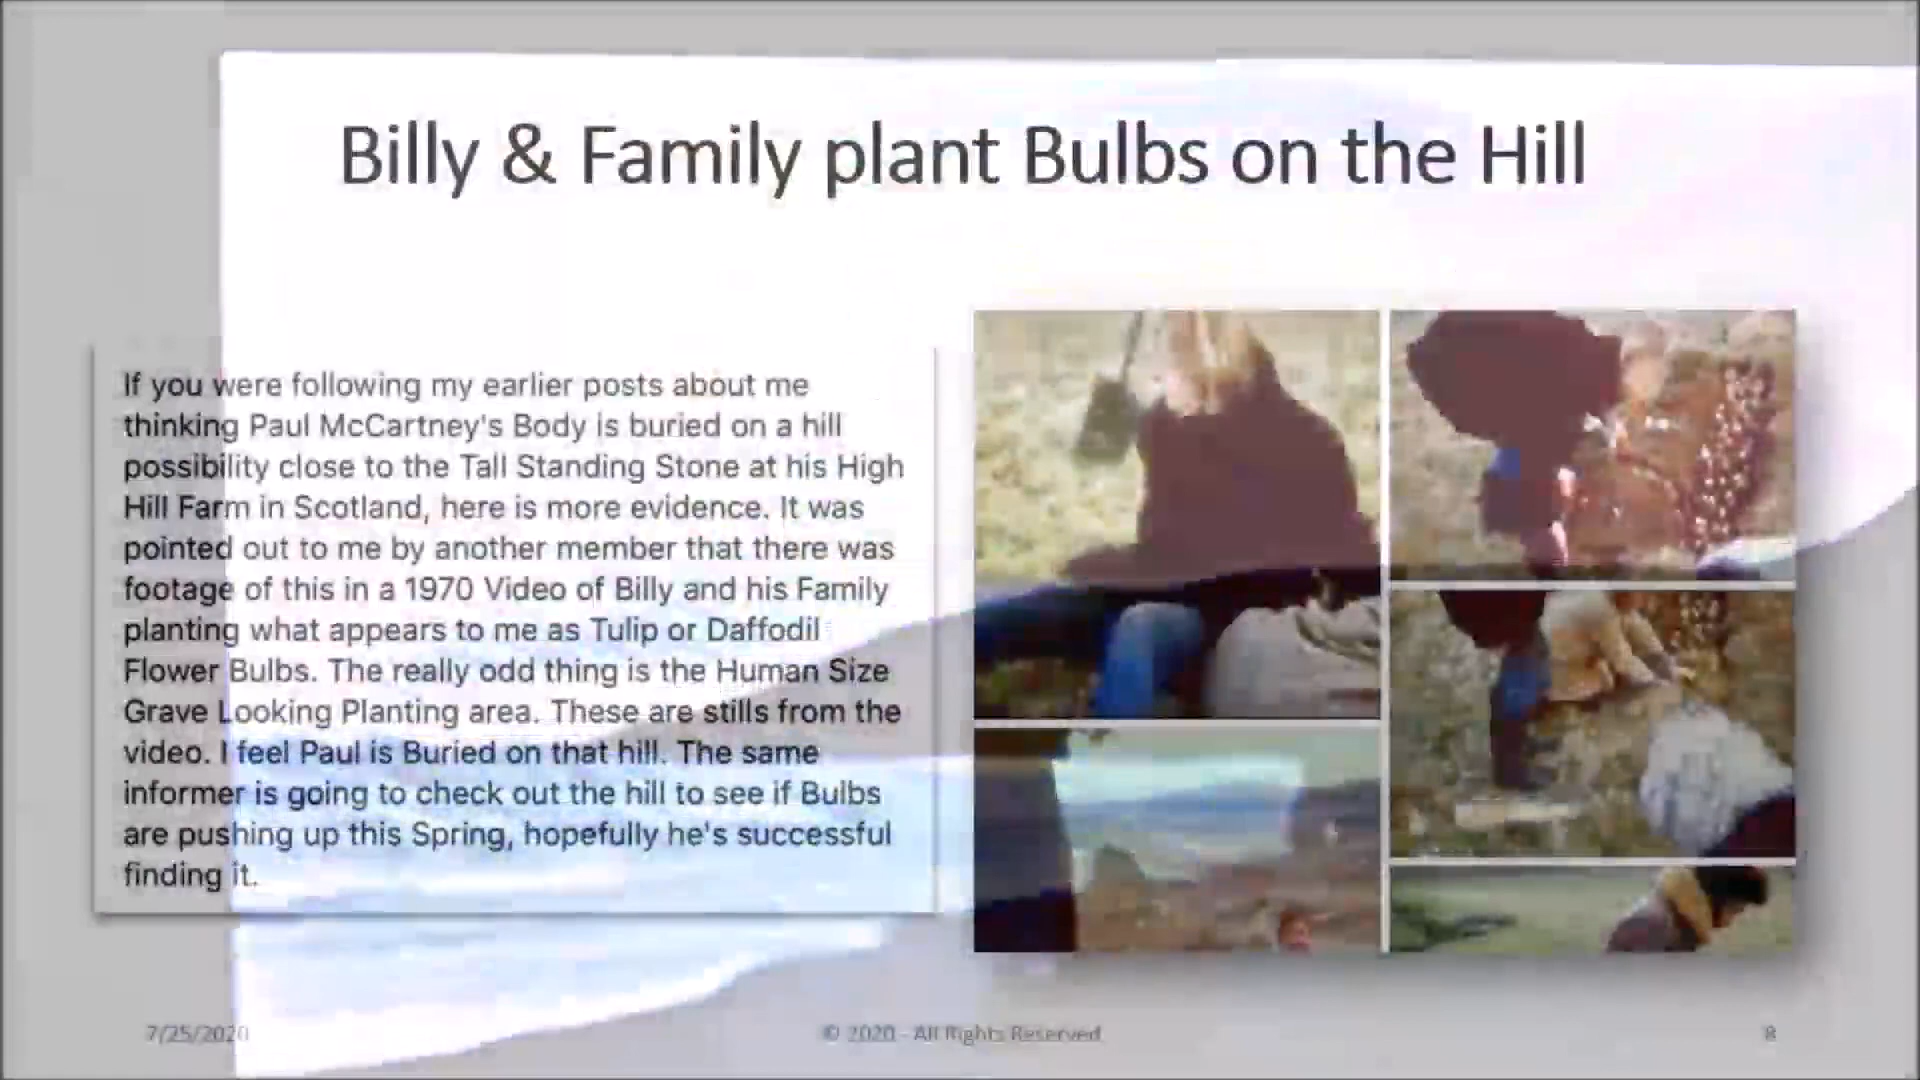 Billy & Family plant Bulbs on the Hill
If you were following my earlier posts about me
thinking Paul McCartney's Body is buried on a hill
possibility close to the Tall Standing Stone at his High
Hill Farm in Scotland, here is more evidence. It was
pointed out to me by another member that there was
footage of this in a 1970 Video of Billy and his Family
planting what appears to me as Tulip or Daffodil
Flower Bulbs. The really odd thing is the Human Size
Grave Looking Planting area. These are stills from the
video. I feel Paul is Buried on that hill. The same
informer is going to check out the hill to see if Bulbs
are pushing up this Spring, hopefully he's successful
finding it.
7/25/2020
© 2020 - All Rights Reserved
8